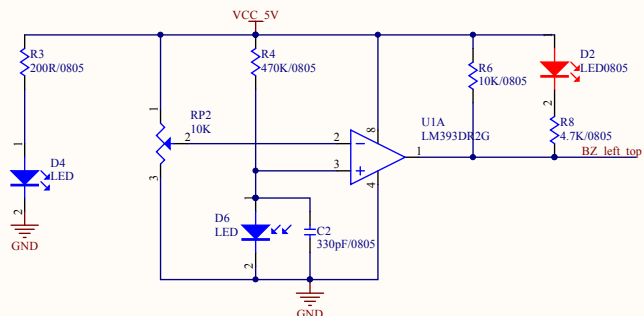 VCC_5V
R3
200R/0805
R4
470K/0805
R6
10K/0805
D2
LED0805
1
RP2
10K
2
2
8
U1A
LM393DR2G
2
R8
4.7K/0805
1
D4
LED
3
3
4
1
BZ_left_top
2
GND
1
D6
LED
2
C2
330pF/0805
GND